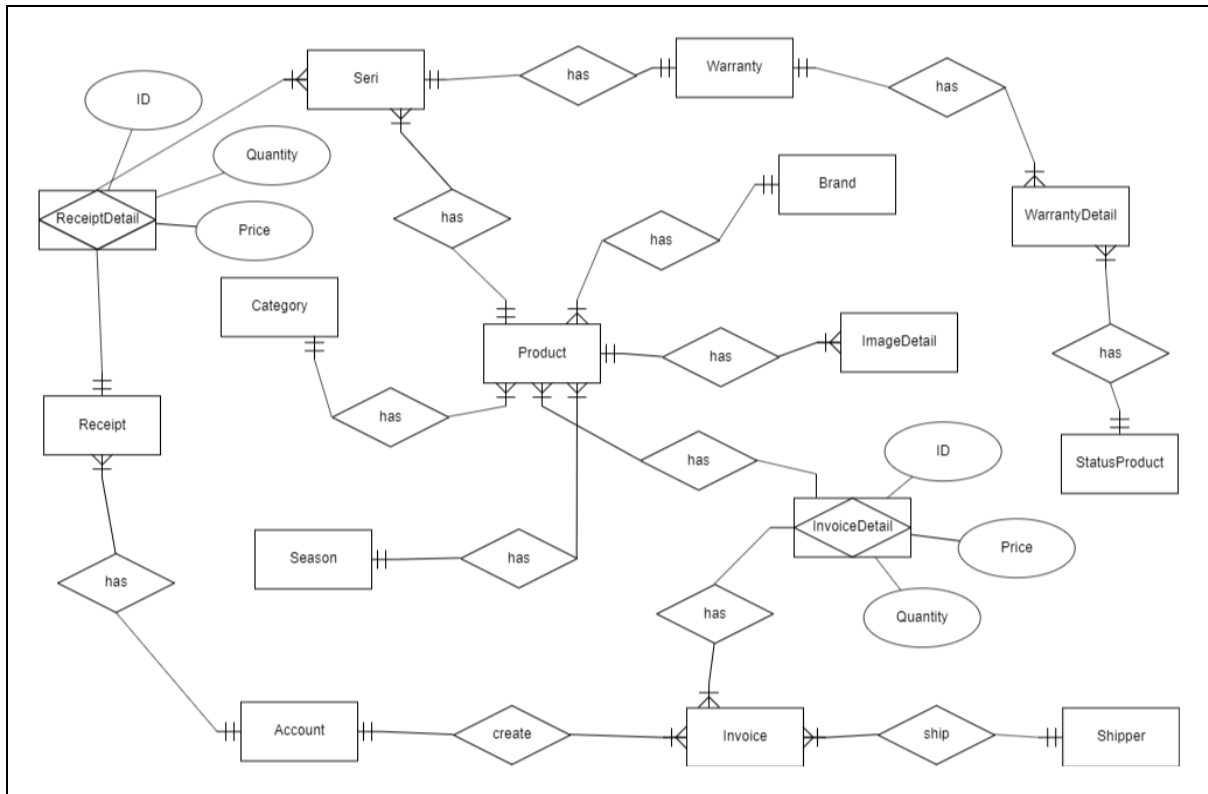 Seri
has
Warranty
has
ID
Quantity
Brand
ReceiptDetail
has
WarrantyDetail
Price
has
Category
ImageDetail
Product
has
has
Receipt
has
has
ID
StatusProduct
InvoiceDetail
Price
Season
has
has
has
Quantity
Account
create
Invoice
ship
Shipper